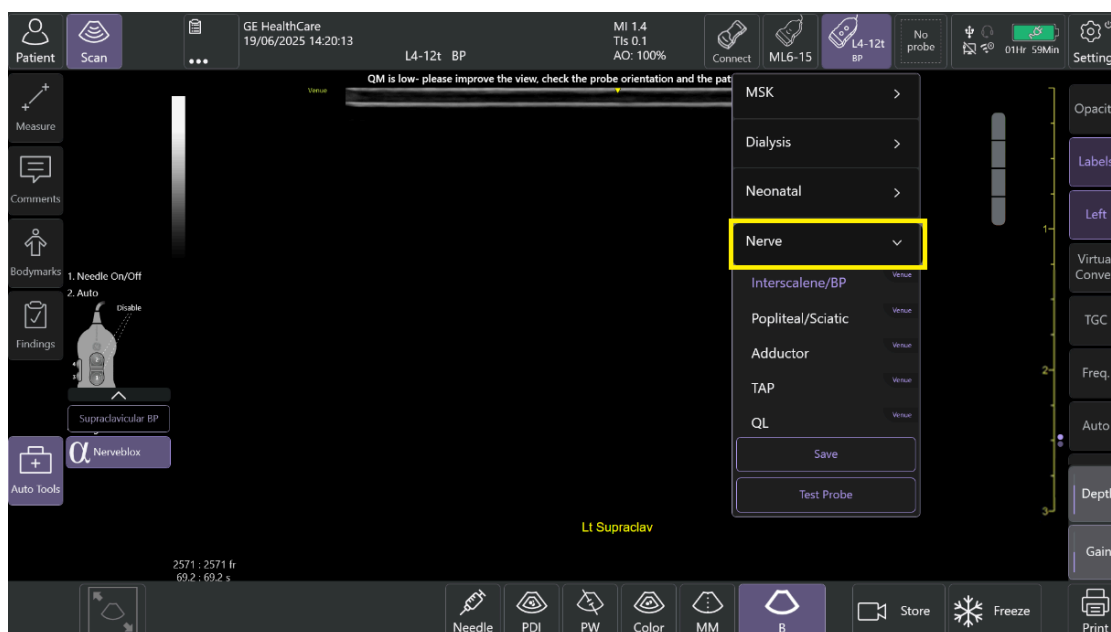 Patient
Scan
GE HealthCare
19/06/2025 14:20:13
L4-12t BP
MI 1.4
TIs 0.1
AO: 100%
Connect
ML6-15
L4-12t
BP
No
probe
01Hr 59Min
Setting
QM is low- please improve the view, check the probe orientation and the pat
Venue
Measure
Comments
Bodymarks
Findings
Auto Tools
1. Needle On/Off
2. Auto
Disable
Supraclavicular BP
α Nerveblox
MSK
Dialysis
Neonatal
Nerve
Interscalene/BP Venue
Popliteal/Sciatic Venue
Adductor Venue
TAP Venue
QL Venue
Save
Test Probe
1
2
3
Opacit
Labels
Left
Virtua
Conve
TGC
Freq.
Auto
Depth
Gain
Lt Supraclav
2571 : 2571 fr
69.2 : 69.2 s
Needle
PDI
PW
Color
MM
B
Store
Freeze
Print